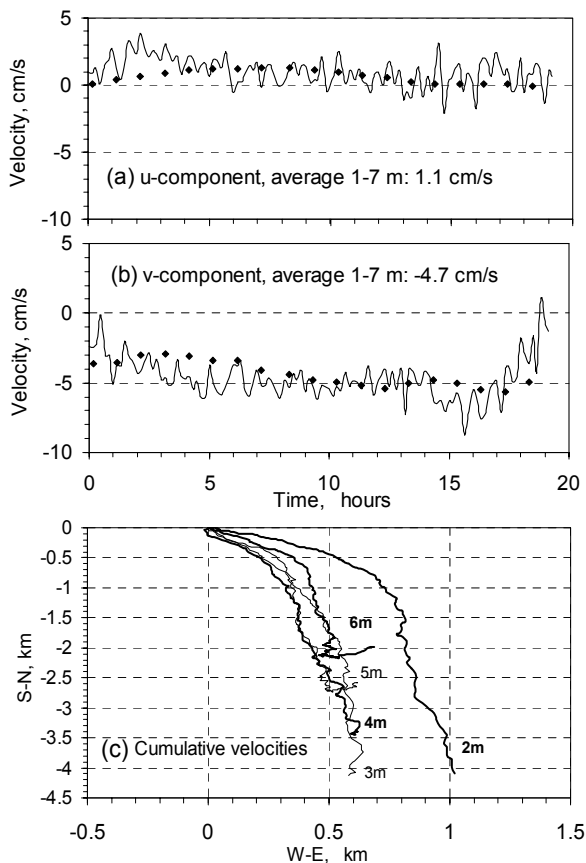 5
0
-5
-10
Velocity, cm/s
(a) u-component, average 1-7 m: 1.1 cm/s
5
0
-5
-10
Velocity, cm/s
(b) v-component, average 1-7 m: -4.7 cm/s
0 5 10 15 20
Time, hours
0
-0.5
-1
-1.5
-2
-2.5
-3
-3.5
-4
-4.5
S-N, km
6m
5m
4m
3m
2m
(c) Cumulative velocities
-0.5 0 0.5 1 1.5
W-E, km